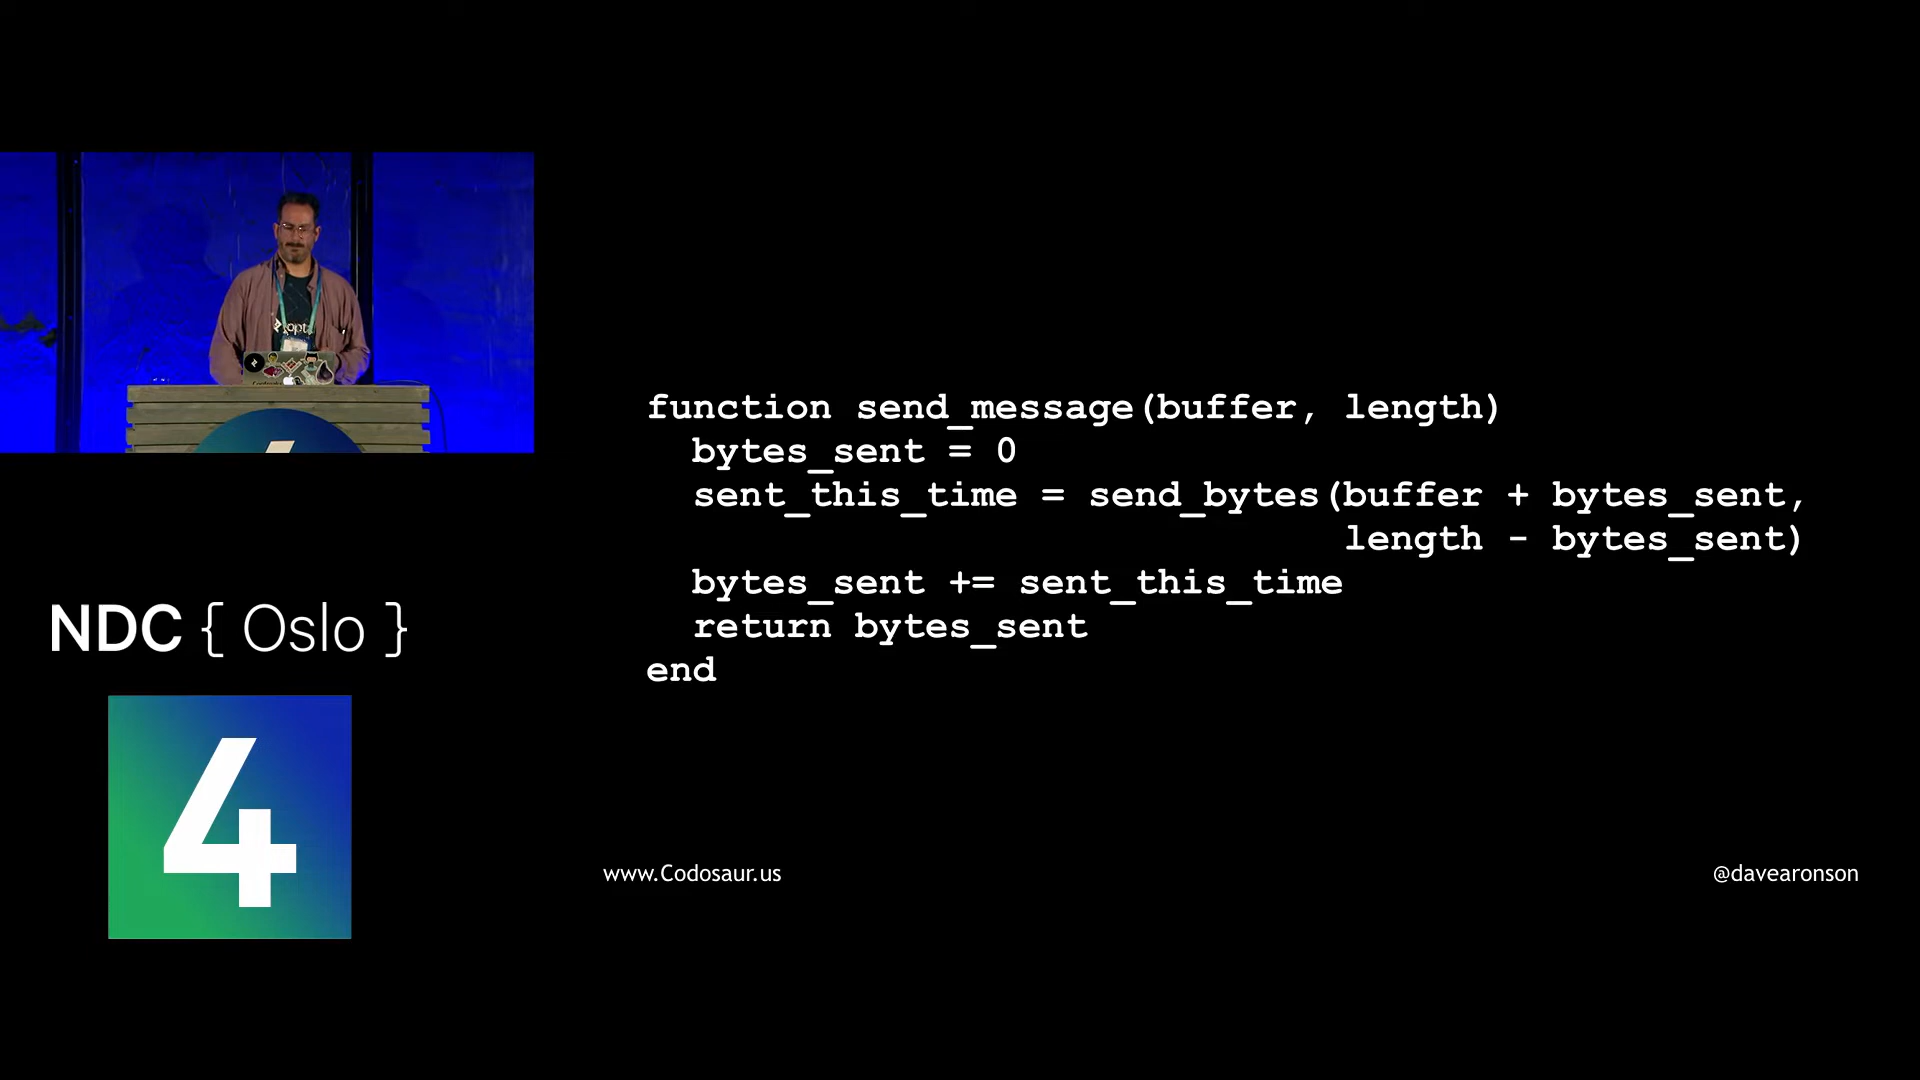 function send_message(buffer, length)
bytes_sent = 0
sent_this_time = send_bytes(buffer + bytes_sent,
length - bytes_sent)
bytes_sent += sent_this_time
return bytes_sent
end
NDC { Oslo }
4
www.Codosaur.us
@davearonson